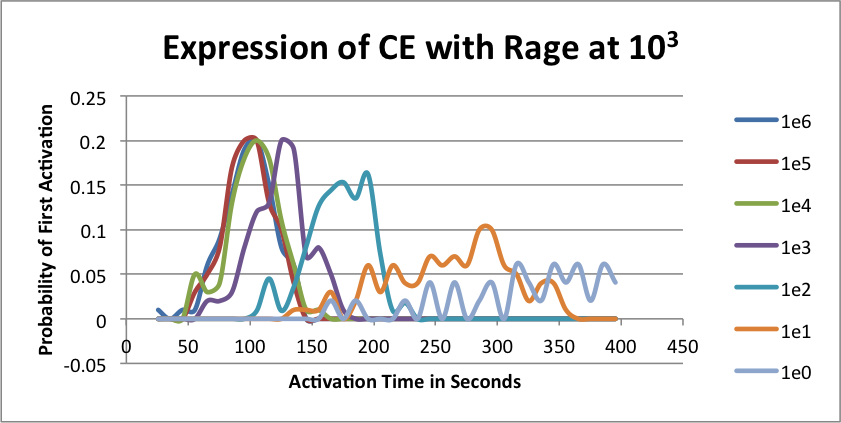 Expression of CE with Rage at 10³
Probability of First Activation
0.25
0.2
0.15
0.1
0.05
0
-0.05
0 50 100 150 200 250 300 350 400 450
Activation Time in Seconds
1e6
1e5
1e4
1e3
1e2
1e1
1e0